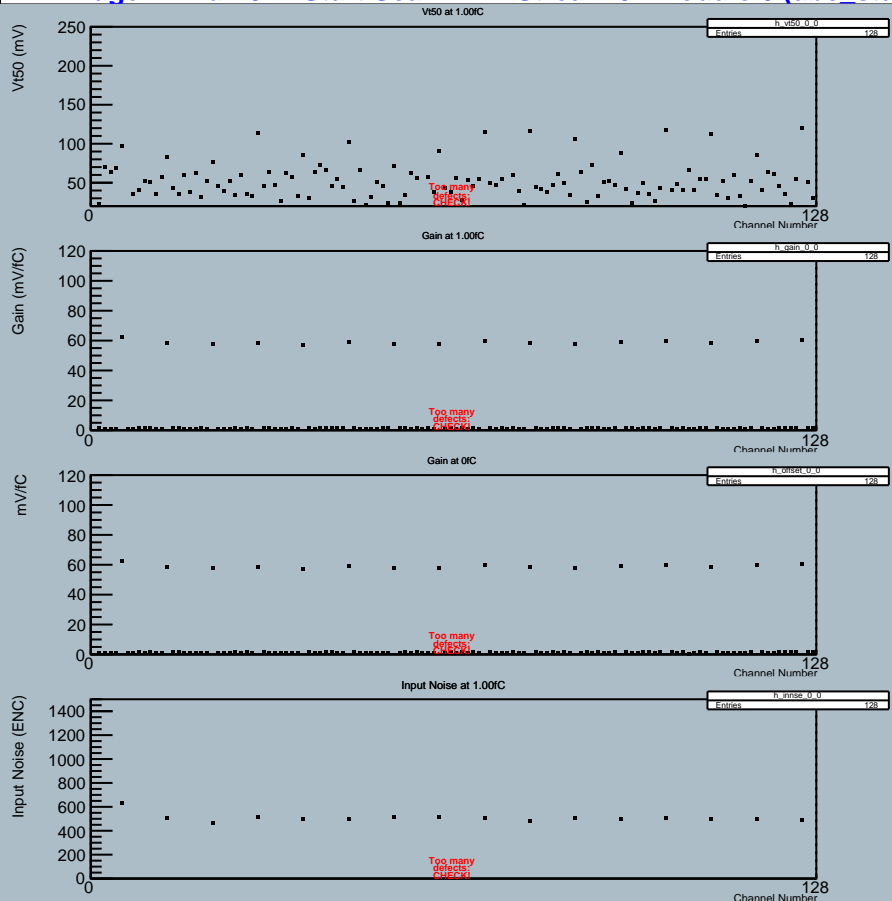 Vt50 at 1.00fC
h_vt50_0_0
Entries 128
Vt50 (mV)
250
200
150
100
50
Too many
defects:
CHECK!
0
128
Channel Number
Gain at 1.00fC
h_gain_0_0
Entries 128
Gain (mV/fC)
120
100
80
60
40
20
0
Too many
defects:
CHECK!
0
128
Channel Number
Gain at 0fC
h_offset_0_0
Entries 128
mV/fC
120
100
80
60
40
20
0
Too many
defects:
CHECK!
0
128
Channel Number
Input Noise at 1.00fC
h_innse_0_0
Entries 128
Input Noise (ENC)
1400
1200
1000
800
600
400
200
0
Too many
defects:
CHECK!
0
128
Channel Number